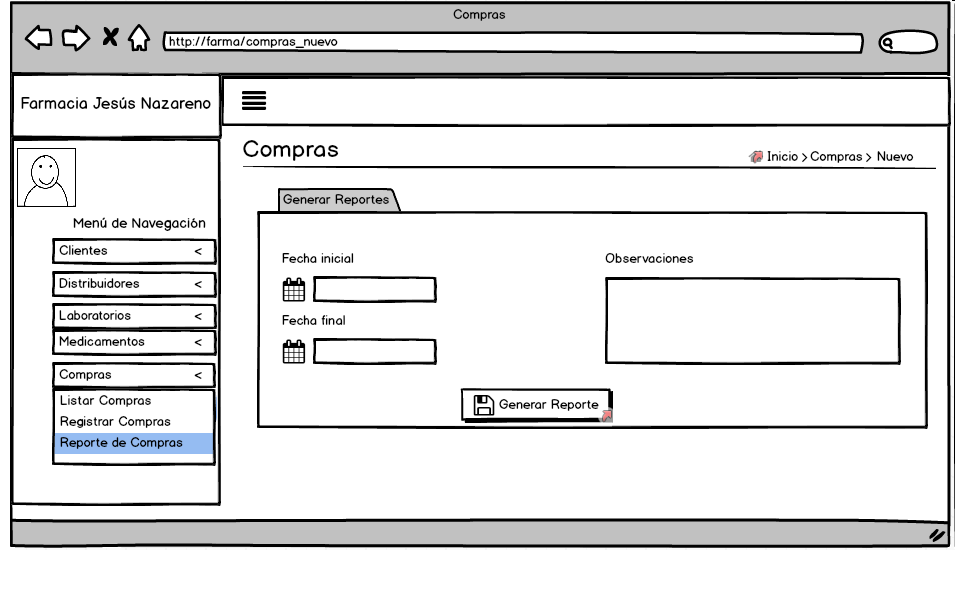 Compras
http://farma/compras_nuevo
Farmacia Jesús Nazareno
Compras
Inicio > Compras > Nuevo
Menú de Navegación
Clientes <
Distribuidores <
Laboratorios <
Medicamentos <
Compras <
Listar Compras
Registrar Compras
Reporte de Compras
Generar Reportes
Fecha inicial
Observaciones
Fecha final
Generar Reporte